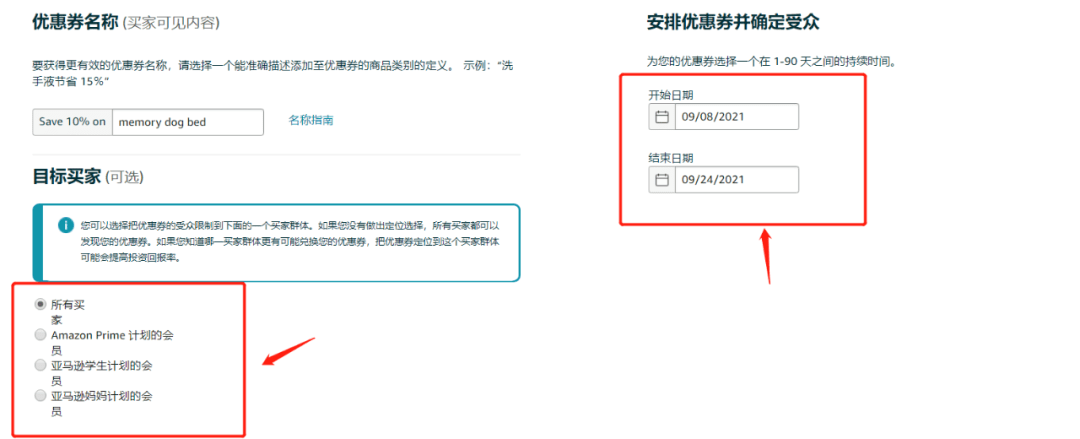 优惠券名称 (买家可见内容)
要获得更有效的优惠券名称，请选择一个能准确描述添加至优惠券的商品类别的定义。 示例：“洗
手液节省 15%”
Save 10% on memory dog bed 名称指南
目标买家 (可选)
您可以选择把优惠券的受众限制到下面的一个买家群体。如果您没有做出定位选择，所有买家都可以
发现您的优惠券。如果您知道哪一买家群体更有可能兑换您的优惠券，把优惠券定位到这个买家群体
可能会提高投资回报率。
所有买
家
Amazon Prime 计划的会
员
亚马逊学生计划的会
员
亚马逊妈妈计划的会
员
安排优惠券并确定受众
为您的优惠券选择一个在 1-90 天之间的持续时间。
开始日期
09/08/2021
结束日期
09/24/2021